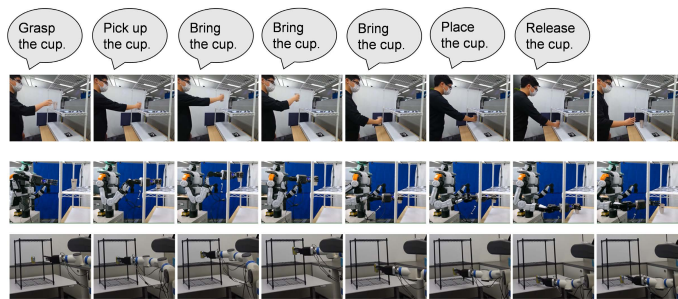 Grasp
the cup.
Pick up
the cup.
Bring
the cup.
Bring
the cup.
Bring
the cup.
Place
the cup.
Release
the cup.